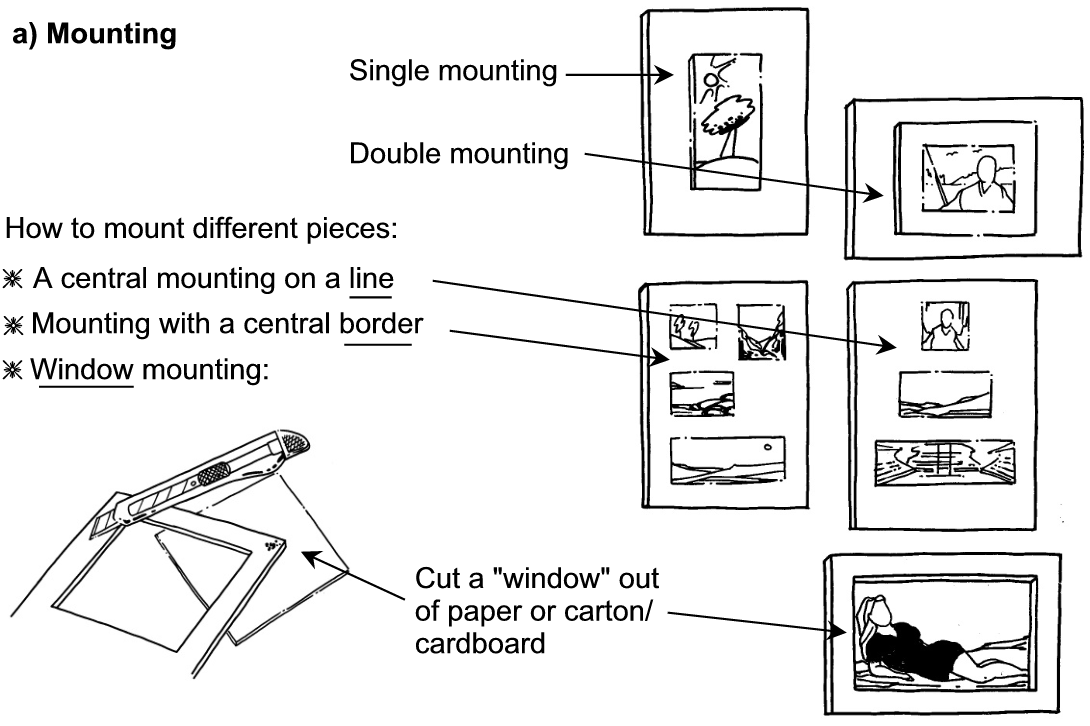 a) Mounting
Single mounting
Double mounting
How to mount different pieces:
※ A central mounting on a line
※ Mounting with a central border
※ Window mounting:
Cut a "window" out
of paper or carton/
cardboard